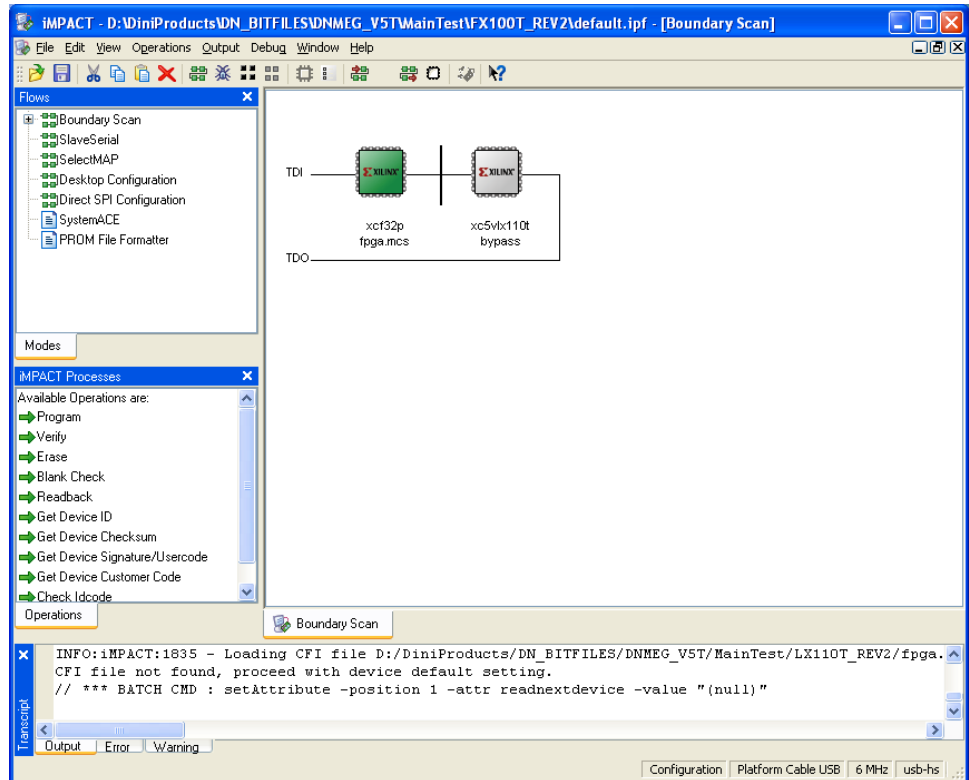 iMPACT - D:\DiniProducts\DN_BITFILES\DNMEG_V5T\MainTest\FX100T_REV2\default.ipf - [Boundary Scan]
File Edit View Operations Output Debug Window Help
Flows
Boundary Scan
SlaveSerial
SelectMAP
Desktop Configuration
Direct SPI Configuration
SystemACE
PROM File Formatter
Modes
iMPACT Processes
Available Operations are:
Program
Verify
Erase
Blank Check
Readback
Get Device ID
Get Device Checksum
Get Device Signature/Usercode
Get Device Customer Code
Check Idcode
Operations
TDI
XILINX
XILINX
xcf32p
fpga.mcs
xc5vlx110t
bypass
TDO
Boundary Scan
INFO:iMPACT:1835 - Loading CFI file D:/DiniProducts/DN_BITFILES/DNMEG_V5T/MainTest/LX110T_REV2/fpga.
CFI file not found, proceed with device default setting.
// *** BATCH CMD : setAttribute -position 1 -attr readnextdevice -value "(null)"
Transcript
Output Error Warning
Configuration Platform Cable USB 6 MHz usb-hs